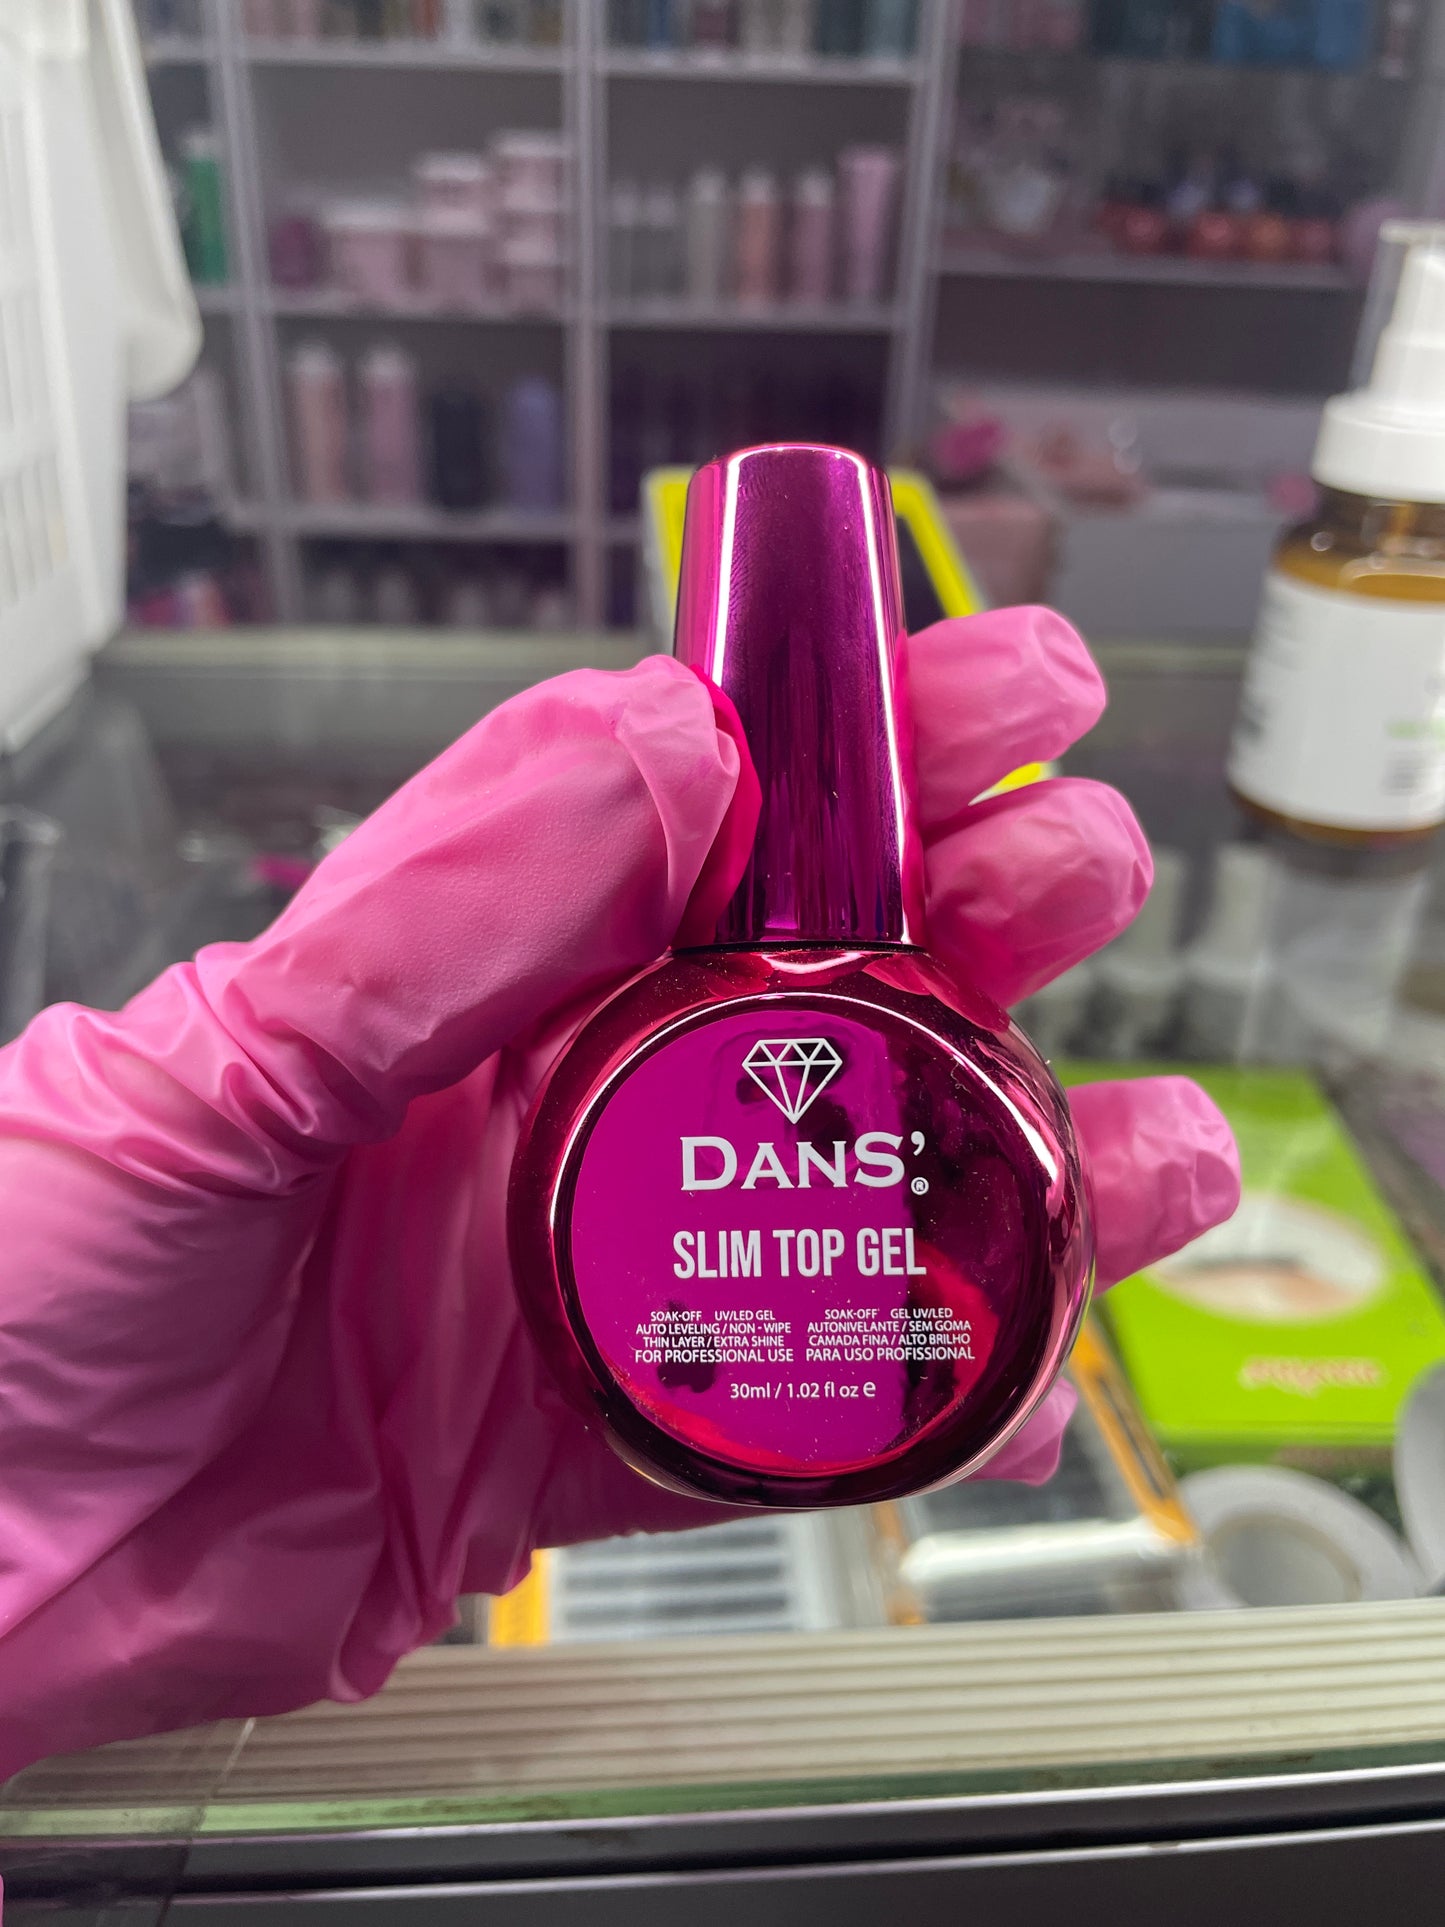 DANS'®
SLIM TOP GEL
SOAK-OFF UV/LED GEL
AUTO LEVELING / NON - WIPE
THIN LAYER / EXTRA SHINE
FOR PROFESSIONAL USE
SOAK-OFF GEL UV/LED
AUTONIVELANTE / SEM GOMA
CAMADA FINA / ALTO BRILHO
PARA USO PROFISSIONAL
30ml / 1.02 fl oz e